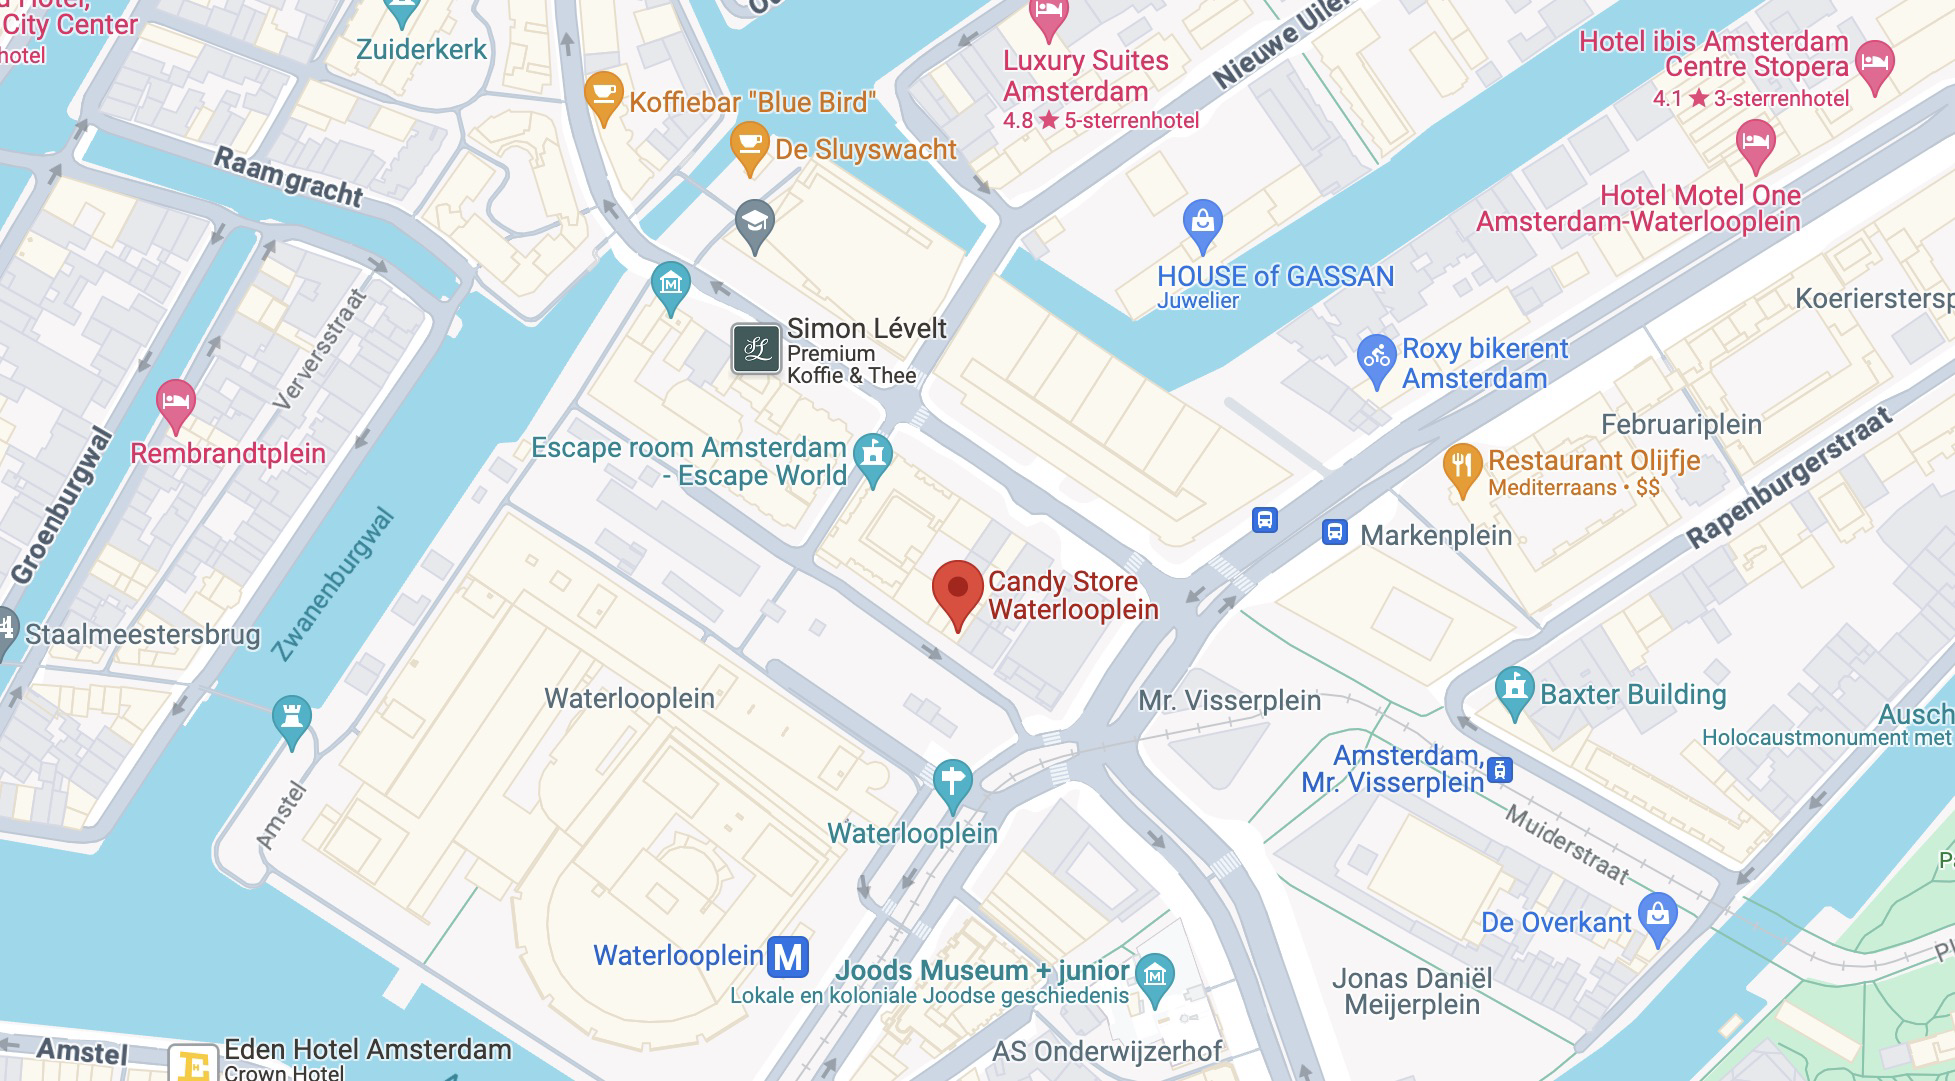 City Center
hotel
Zuiderkerk
Koffiebar "Blue Bird"
De Sluyswacht
Luxury Suites
Amsterdam
4.8 ★ 5-sterrenhotel
Hotel ibis Amsterdam
Centre Stopera
4.1 ★ 3-sterrenhotel
Hotel Motel One
Amsterdam-Waterlooplein
Raamgracht
HOUSE of GASSAN
Juwelier
Simon Lévelt
Premium
Koffie & Thee
Verversstraat
Roxy bikerent
Amsterdam
Februariplein
Rapenburgerstraat
Rembrandtplein
Groenburgwal
Escape room Amsterdam
- Escape World
Restaurant Olijfje
Mediterraans • $$
Markenplein
Candy Store
Waterlooplein
Zwanenburgwal
Staalmeestersbrug
Waterlooplein
Mr. Visserplein
Baxter Building
Holocaustmonument met
Amsterdam,
Mr. Visserplein
Muiderstraat
Amstel
Waterlooplein
De Overkant
Waterlooplein
M
Joods Museum + junior
Lokale en koloniale Joodse geschiedenis
Jonas Daniël
Meijerplein
AS Onderwijzerhof
Amstel
Eden Hotel Amsterdam
Crown Hotel